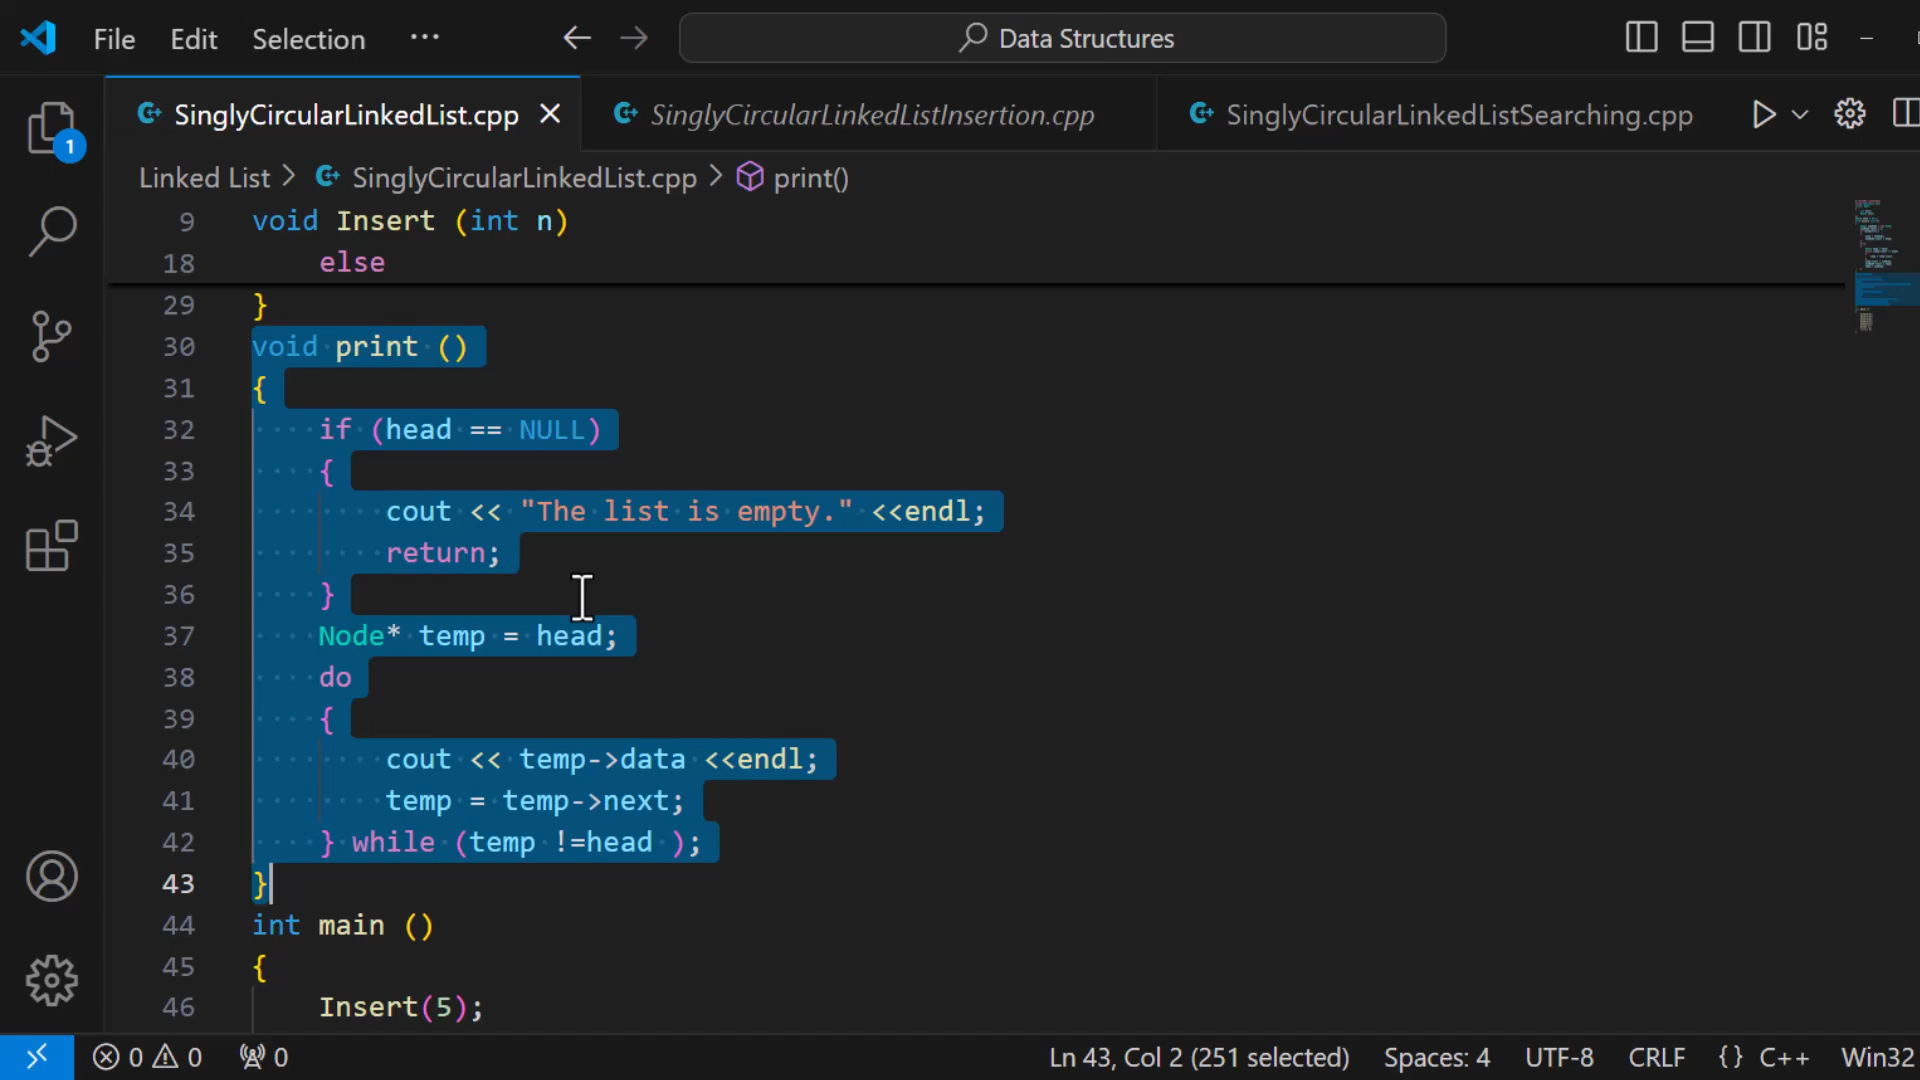 File Edit Selection ··· Data Structures
SinglyCircularLinkedList.cpp SinglyCircularLinkedListInsertion.cpp SinglyCircularLinkedListSearching.cpp
Linked List > SinglyCircularLinkedList.cpp > print()
9 void Insert (int n)
18 else
29 }
30 void print ()
31 {
32 if (head == NULL)
33 {
34 cout << "The list is empty." <<endl;
35 return;
36 }
37 Node* temp = head;
38 do
39 {
40 cout << temp->data <<endl;
41 temp = temp->next;
42 } while (temp !=head );
43 }
44 int main ()
45 {
46 Insert(5);
1
0 0 0 Ln 43, Col 2 (251 selected) Spaces: 4 UTF-8 CRLF {} C++ Win32